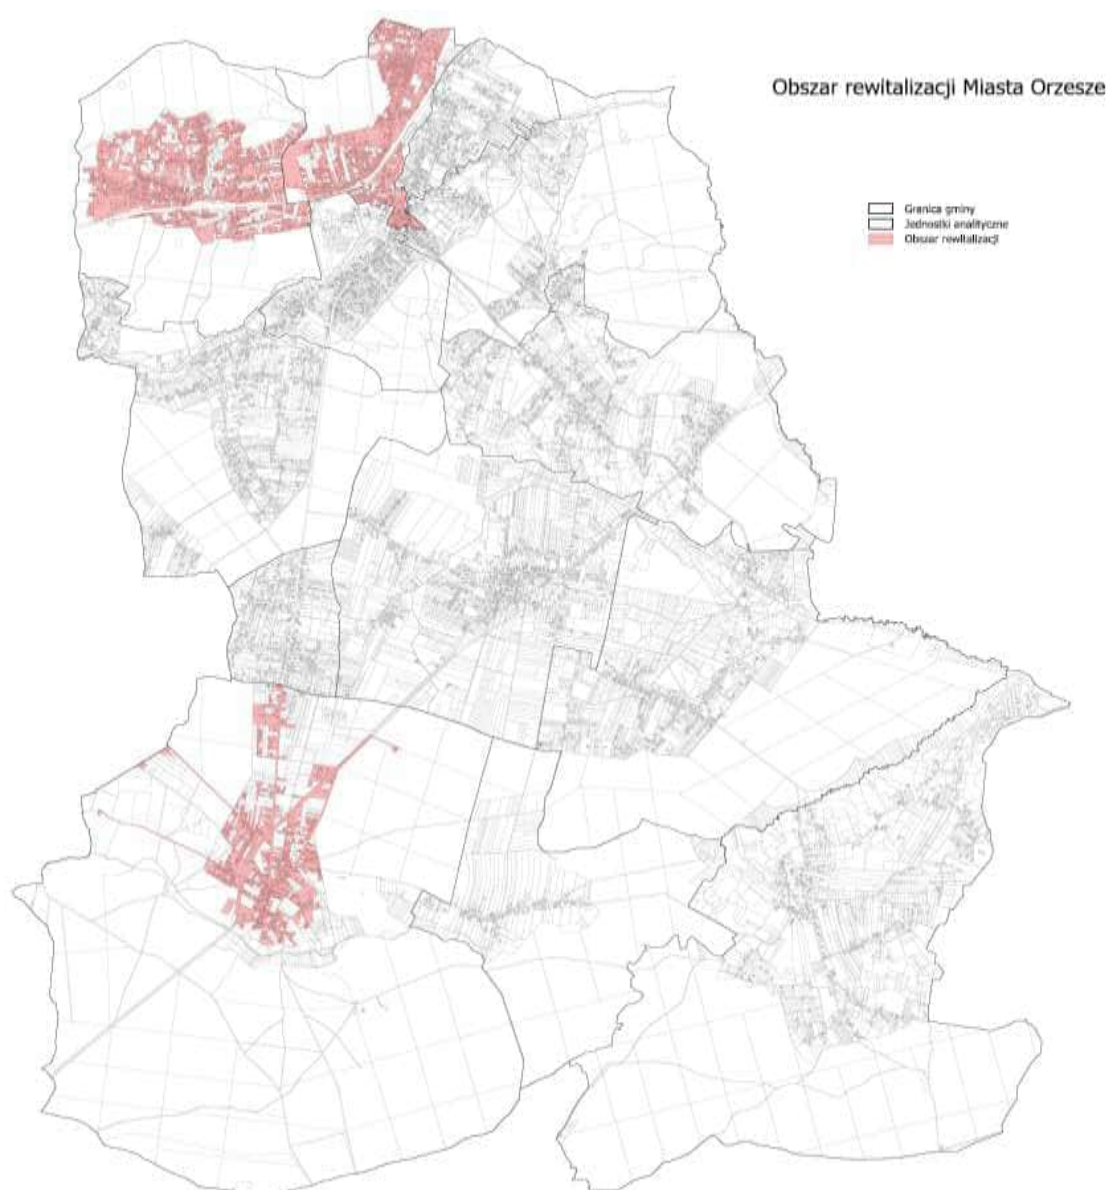 Obszar rewitalizacji Miasta Orzesze
Granica gminy
Jednostki analityczne
Obszar rewitalizacji